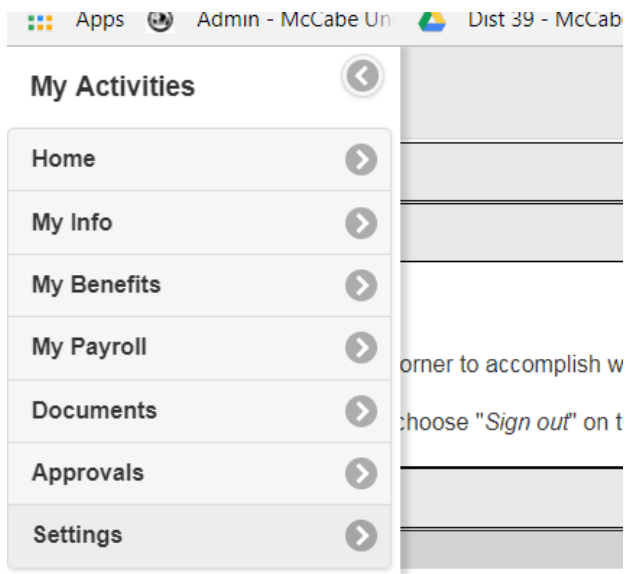 Apps Admin - McCabe Un Dist 39 - McCab
My Activities
Home
My Info
My Benefits
My Payroll
Documents
Approvals
Settings
orner to accomplish w
choose "Sign out" on t